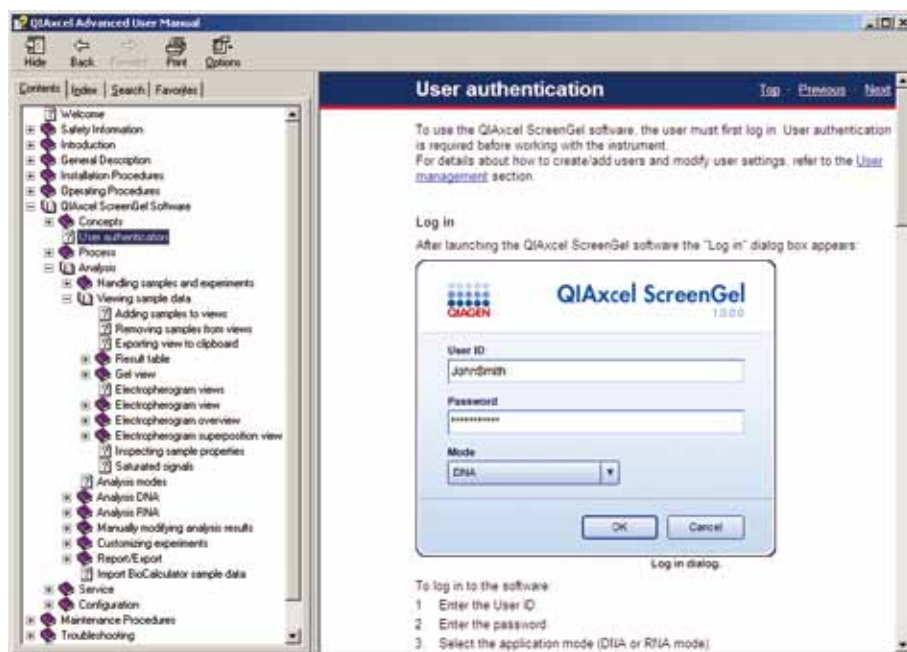 QIAxcel Advanced User Manual
Hide Back Forward Print Options
Contents Index Search Favorites
Welcome
Safety Information
Introduction
General Description
Installation Procedures
Operating Procedures
QIAxcel ScreenGel Software
Concepts
User authentication
Process
Analysis
Handling samples and experiments
Viewing sample data
Adding samples to views
Removing samples from views
Exporting view to clipboard
Result table
Gel view
Electropherogram views
Electropherogram view
Electropherogram overview
Electropherogram superposition view
Inspecting sample properties
Saturated signals
Analysis modes
Analysis DNA
Analysis RNA
Manually modifying analysis results
Customizing experiments
Report/Export
Import BioCalculator sample data
Service
Configuration
Maintenance Procedures
Troubleshooting
User authentication
Top Previous Next
To use the QIAxcel ScreenGel software, the user must first log in. User authentication
is required before working with the instrument.
For details about how to create/add users and modify user settings, refer to the User
management section.
Log in
After launching the QIAxcel ScreenGel software the "Log in" dialog box appears:
QIAGEN
QIAxcel ScreenGel
1.0.0.0
User ID
JohnSmith
Password
***********
Mode
DNA
OK Cancel
Log in dialog.
To log in to the software:
1 Enter the User ID
2 Enter the password
3. Select the application mode (DNA or RNA mode)